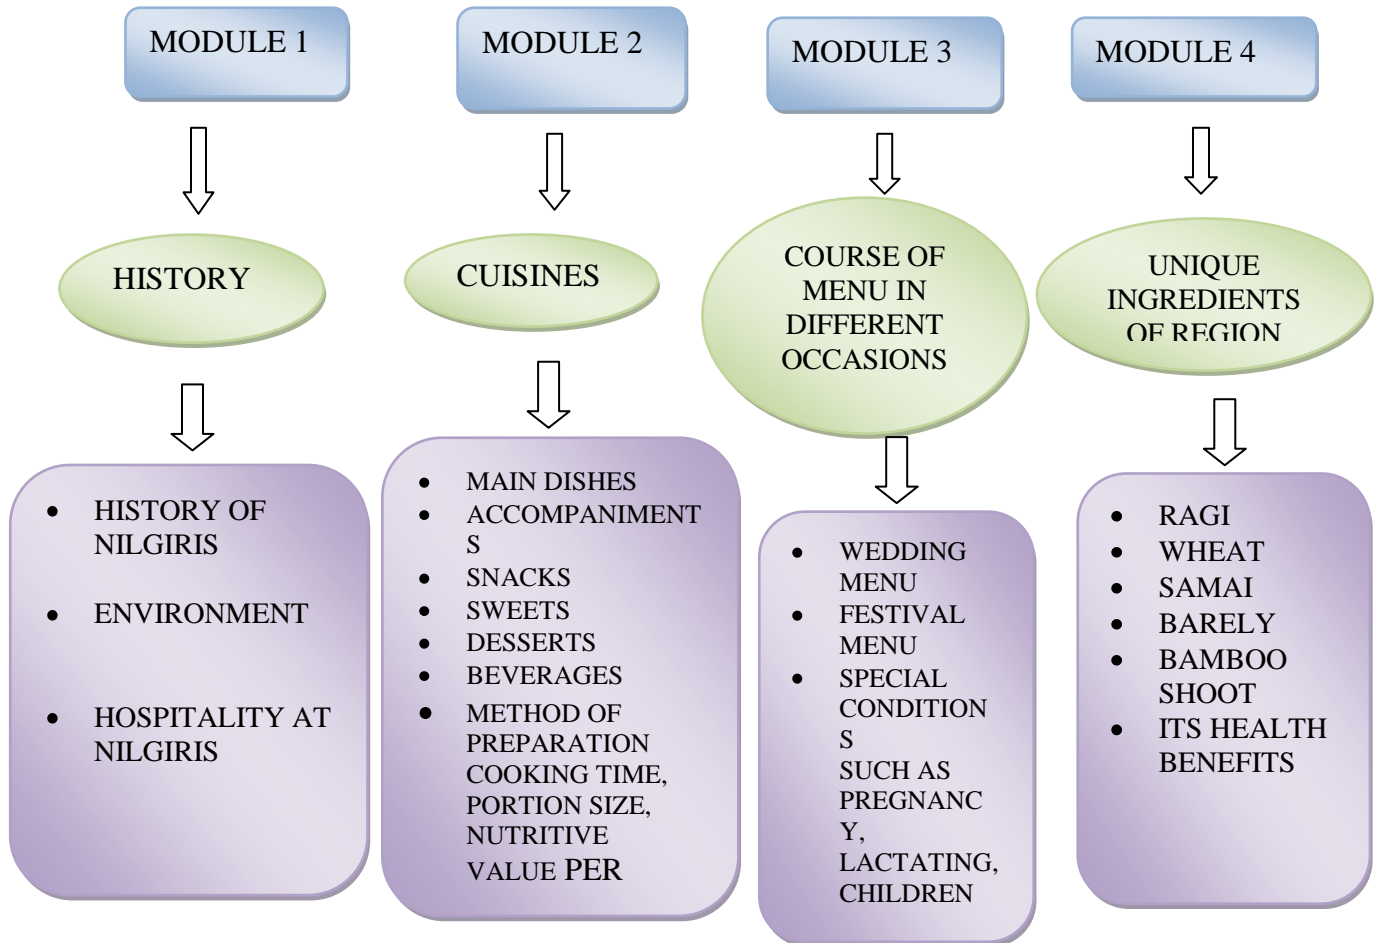 MODULE 1
HISTORY
HISTORY OF
NILGIRIS
ENVIRONMENT
HOSPITALITY AT
NILGIRIS
MODULE 2
CUISINES
MAIN DISHES
ACCOMPANIMENT
S
SNACKS
SWEETS
DESSERTS
BEVERAGES
METHOD OF
PREPARATION
COOKING TIME,
PORTION SIZE,
NUTRITIVE
VALUE PER
MODULE 3
COURSE OF
MENU IN
DIFFERENT
OCCASIONS
WEDDING
MENU
FESTIVAL
MENU
SPECIAL
CONDITION
S
SUCH AS
PREGNANC
Y,
LACTATING,
CHILDREN
MODULE 4
UNIQUE
INGREDIENTS
OF REGION
RAGI
WHEAT
SAMAI
BARELY
BAMBOO
SHOOT
ITS HEALTH
BENEFITS